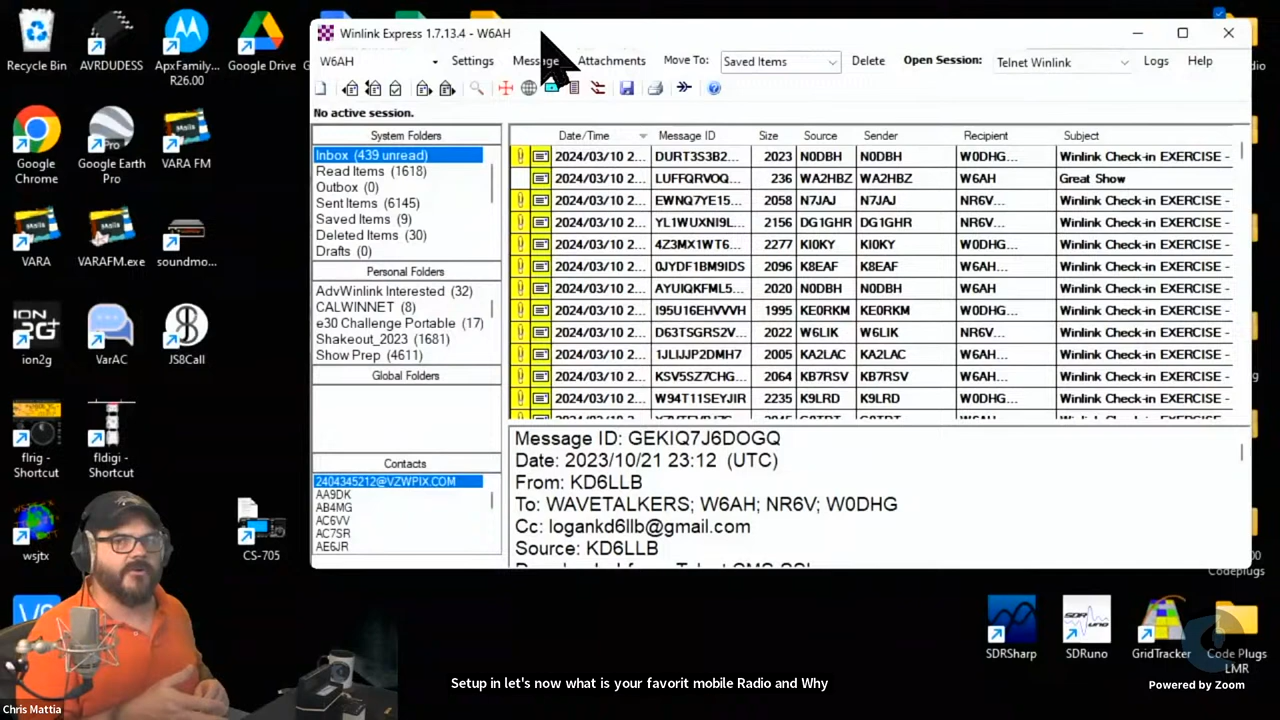 Recycle Bin
AVRDUDESS
ApxFamily...
R26.00
Google Drive
Google
Chrome
Google Earth
Pro
VARA FM
VARA
VARAFM.exe
soundmo...
ION
2G+
ion2g
VarAC
JS8Call
flrig -
Shortcut
fldigi -
Shortcut
wsjtx
CS-705
Winlink Express 1.7.13.4 - W6AH
W6AH
Settings
Message
Attachments
Move To:
Saved Items
Delete
Open Session:
Telnet Winlink
Logs
Help
No active session.
System Folders
Inbox (439 unread)
Read Items (1618)
Outbox (0)
Sent Items (6145)
Saved Items (9)
Deleted Items (30)
Drafts (0)
Personal Folders
AdvWinlink Interested (32)
CALWINNET (8)
e30 Challenge Portable (17)
Shakeout_2023 (1681)
Show Prep (4611)
Global Folders
Contacts
2404345212@VZWPIX.COM
AA9DK
AB4MG
AC6VV
AC7SR
AE6JR
Date/Time Message ID Size Source Sender Recipient Subject
2024/03/10 2... DURT3S3B2... 2023 N0DBH N0DBH W0DHG... Winlink Check-in EXERCISE -
2024/03/10 2... LUFFQRVOQ... 236 WA2HBZ WA2HBZ W6AH Great Show
2024/03/10 2... EWNQ7YE15... 2058 N7JAJ N7JAJ NR6V... Winlink Check-in EXERCISE -
2024/03/10 2... YL1WUXNI9L... 2156 DG1GHR DG1GHR NR6V... Winlink Check-in EXERCISE -
2024/03/10 2... 4Z3MX1WT6... 2277 KI0KY KI0KY W0DHG... Winlink Check-in EXERCISE -
2024/03/10 2... 0JYDF1BM9IDS 2096 K8EAF K8EAF W6AH... Winlink Check-in EXERCISE -
2024/03/10 2... AYUIQKFML5... 2020 N0DBH N0DBH W6AH... Winlink Check-in EXERCISE -
2024/03/10 2... I95U16EHVVVH 1995 KE0RKM KE0RKM W0DHG... Winlink Check-in EXERCISE -
2024/03/10 2... D63TSGRS2V... 2022 W6LIK W6LIK NR6V... Winlink Check-in EXERCISE -
2024/03/10 2... 1JLIJJP2DMH7 2005 KA2LAC KA2LAC W6AH... Winlink Check-in EXERCISE -
2024/03/10 2... KSV5SZ7CHG... 2064 KB7RSV KB7RSV W6AH... Winlink Check-in EXERCISE -
2024/03/10 2... W94T11SEYJIR 2235 K9LRD K9LRD W6AH... Winlink Check-in EXERCISE -
Message ID: GEKIQ7J6DOGQ
Date: 2023/10/21 23:12 (UTC)
From: KD6LLB
To: WAVETALKERS; W6AH; NR6V; W0DHG
Cc: logankd6llb@gmail.com
Source: KD6LLB
Codeplugs
SDRSharp
SDRuno
GridTracker
Code Plugs
LMR
Setup in let's now what is your favorit mobile Radio and Why
Powered by Zoom
Chris Mattia